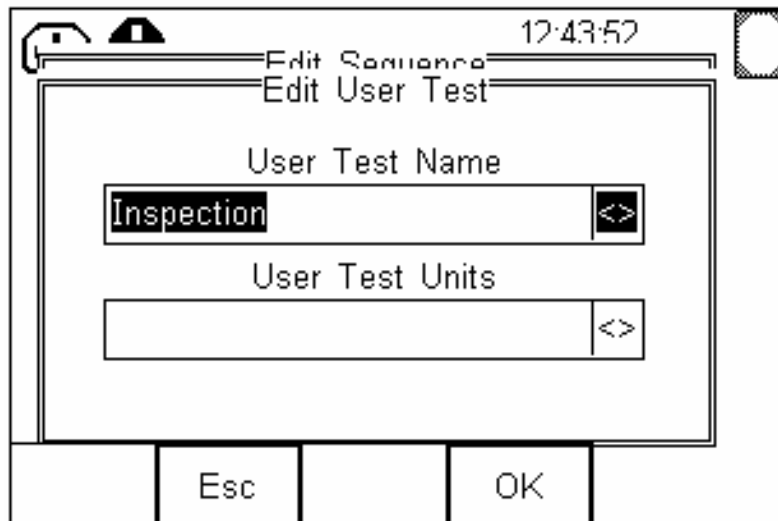 12:43:52
Edit Sequence
Edit User Test
User Test Name
Inspection <>
User Test Units
<>
Esc OK